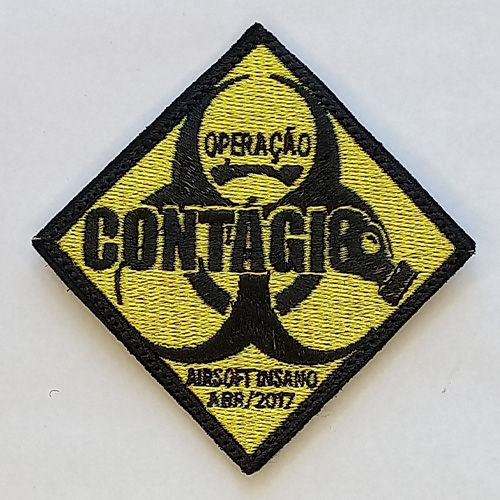 OPERAÇÃO
CONTÁGIO
AIRSOFT INSANO
ABR/2017